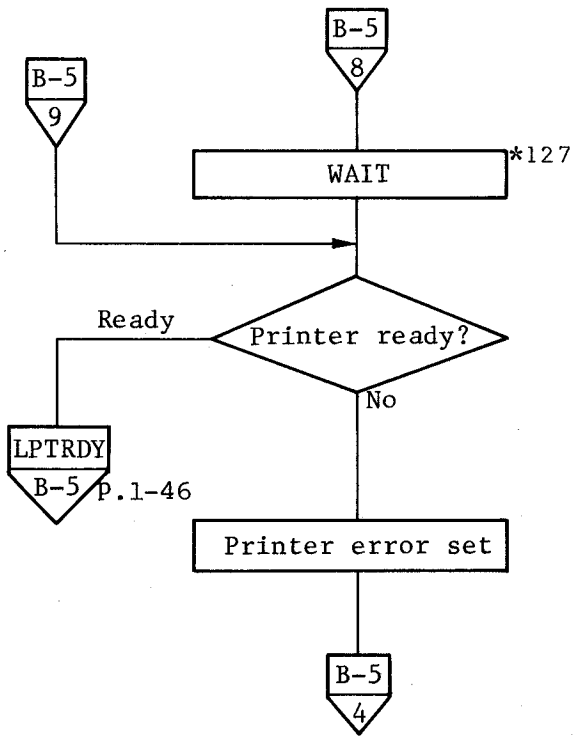 B-5
8
B-5
9
WAIT
*127
Ready
Printer ready?
No
LPTRDY
B-5
P.1-46
Printer error set
B-5
4